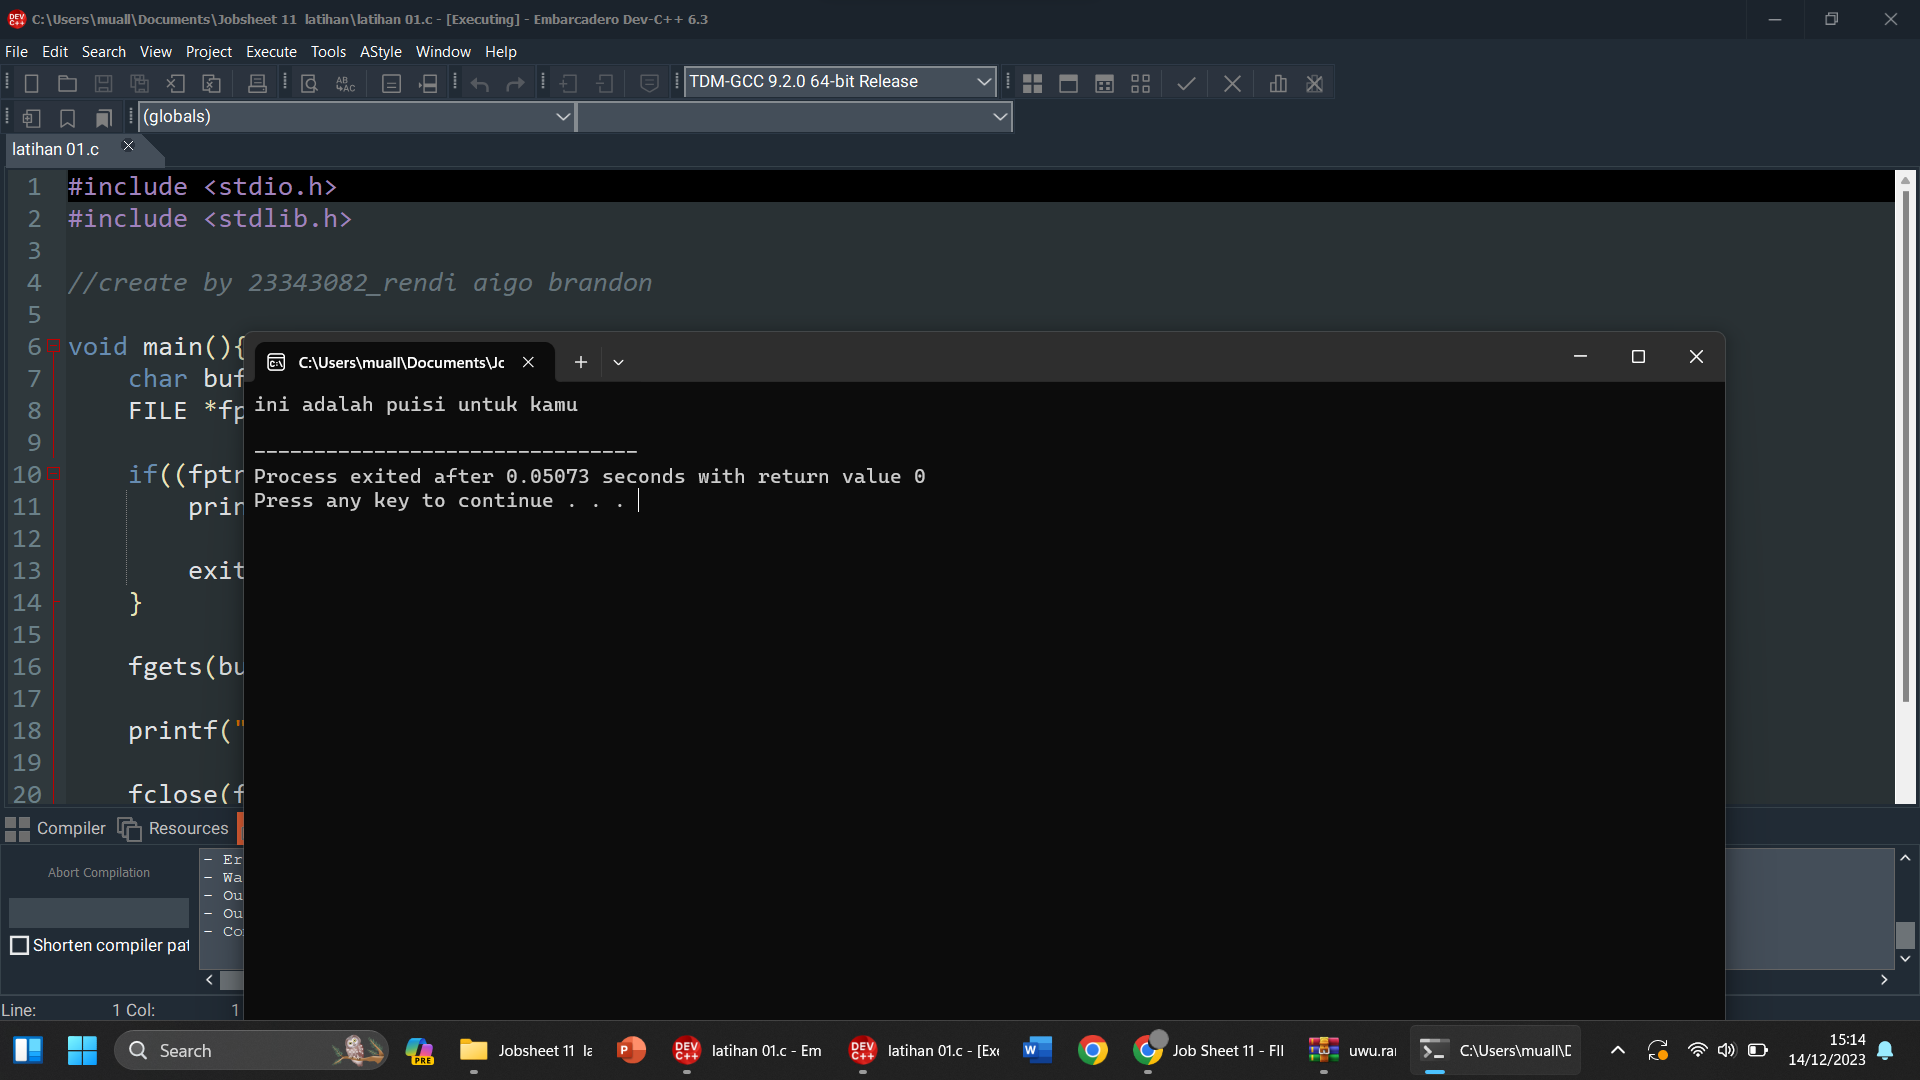 C:\Users\muall\Documents\Jobsheet 11  latihan\latihan 01.c - [Executing] - Embarcadero Dev-C++ 6.3
File Edit Search View Project Execute Tools AStyle Window Help
TDM-GCC 9.2.0 64-bit Release
(globals)
latihan 01.c
1 #include <stdio.h>
2 #include <stdlib.h>
3
4 //create by 23343082_rendi aigo brandon
5
6 void main(){
7 char buf
8 FILE *fp
9
10 if((fptr
11 prin
12
13 exit
14 }
15
16 fgets(bu
17
18 printf("
19
20 fclose(f
C:\Users\muall\Documents\Jc
ini adalah puisi untuk kamu
--------------------------------
Process exited after 0.05073 seconds with return value 0
Press any key to continue . . .
Compiler Resources
Abort Compilation
Shorten compiler pat
- Er
- Wa
- Ou
- Ou
- Co
Line: 1 Col: 1
Search
PRE
Jobsheet 11 la
latihan 01.c - Em
latihan 01.c - [Exe
Job Sheet 11 - FII
uwu.rar
C:\Users\muall\D
15:14
14/12/2023